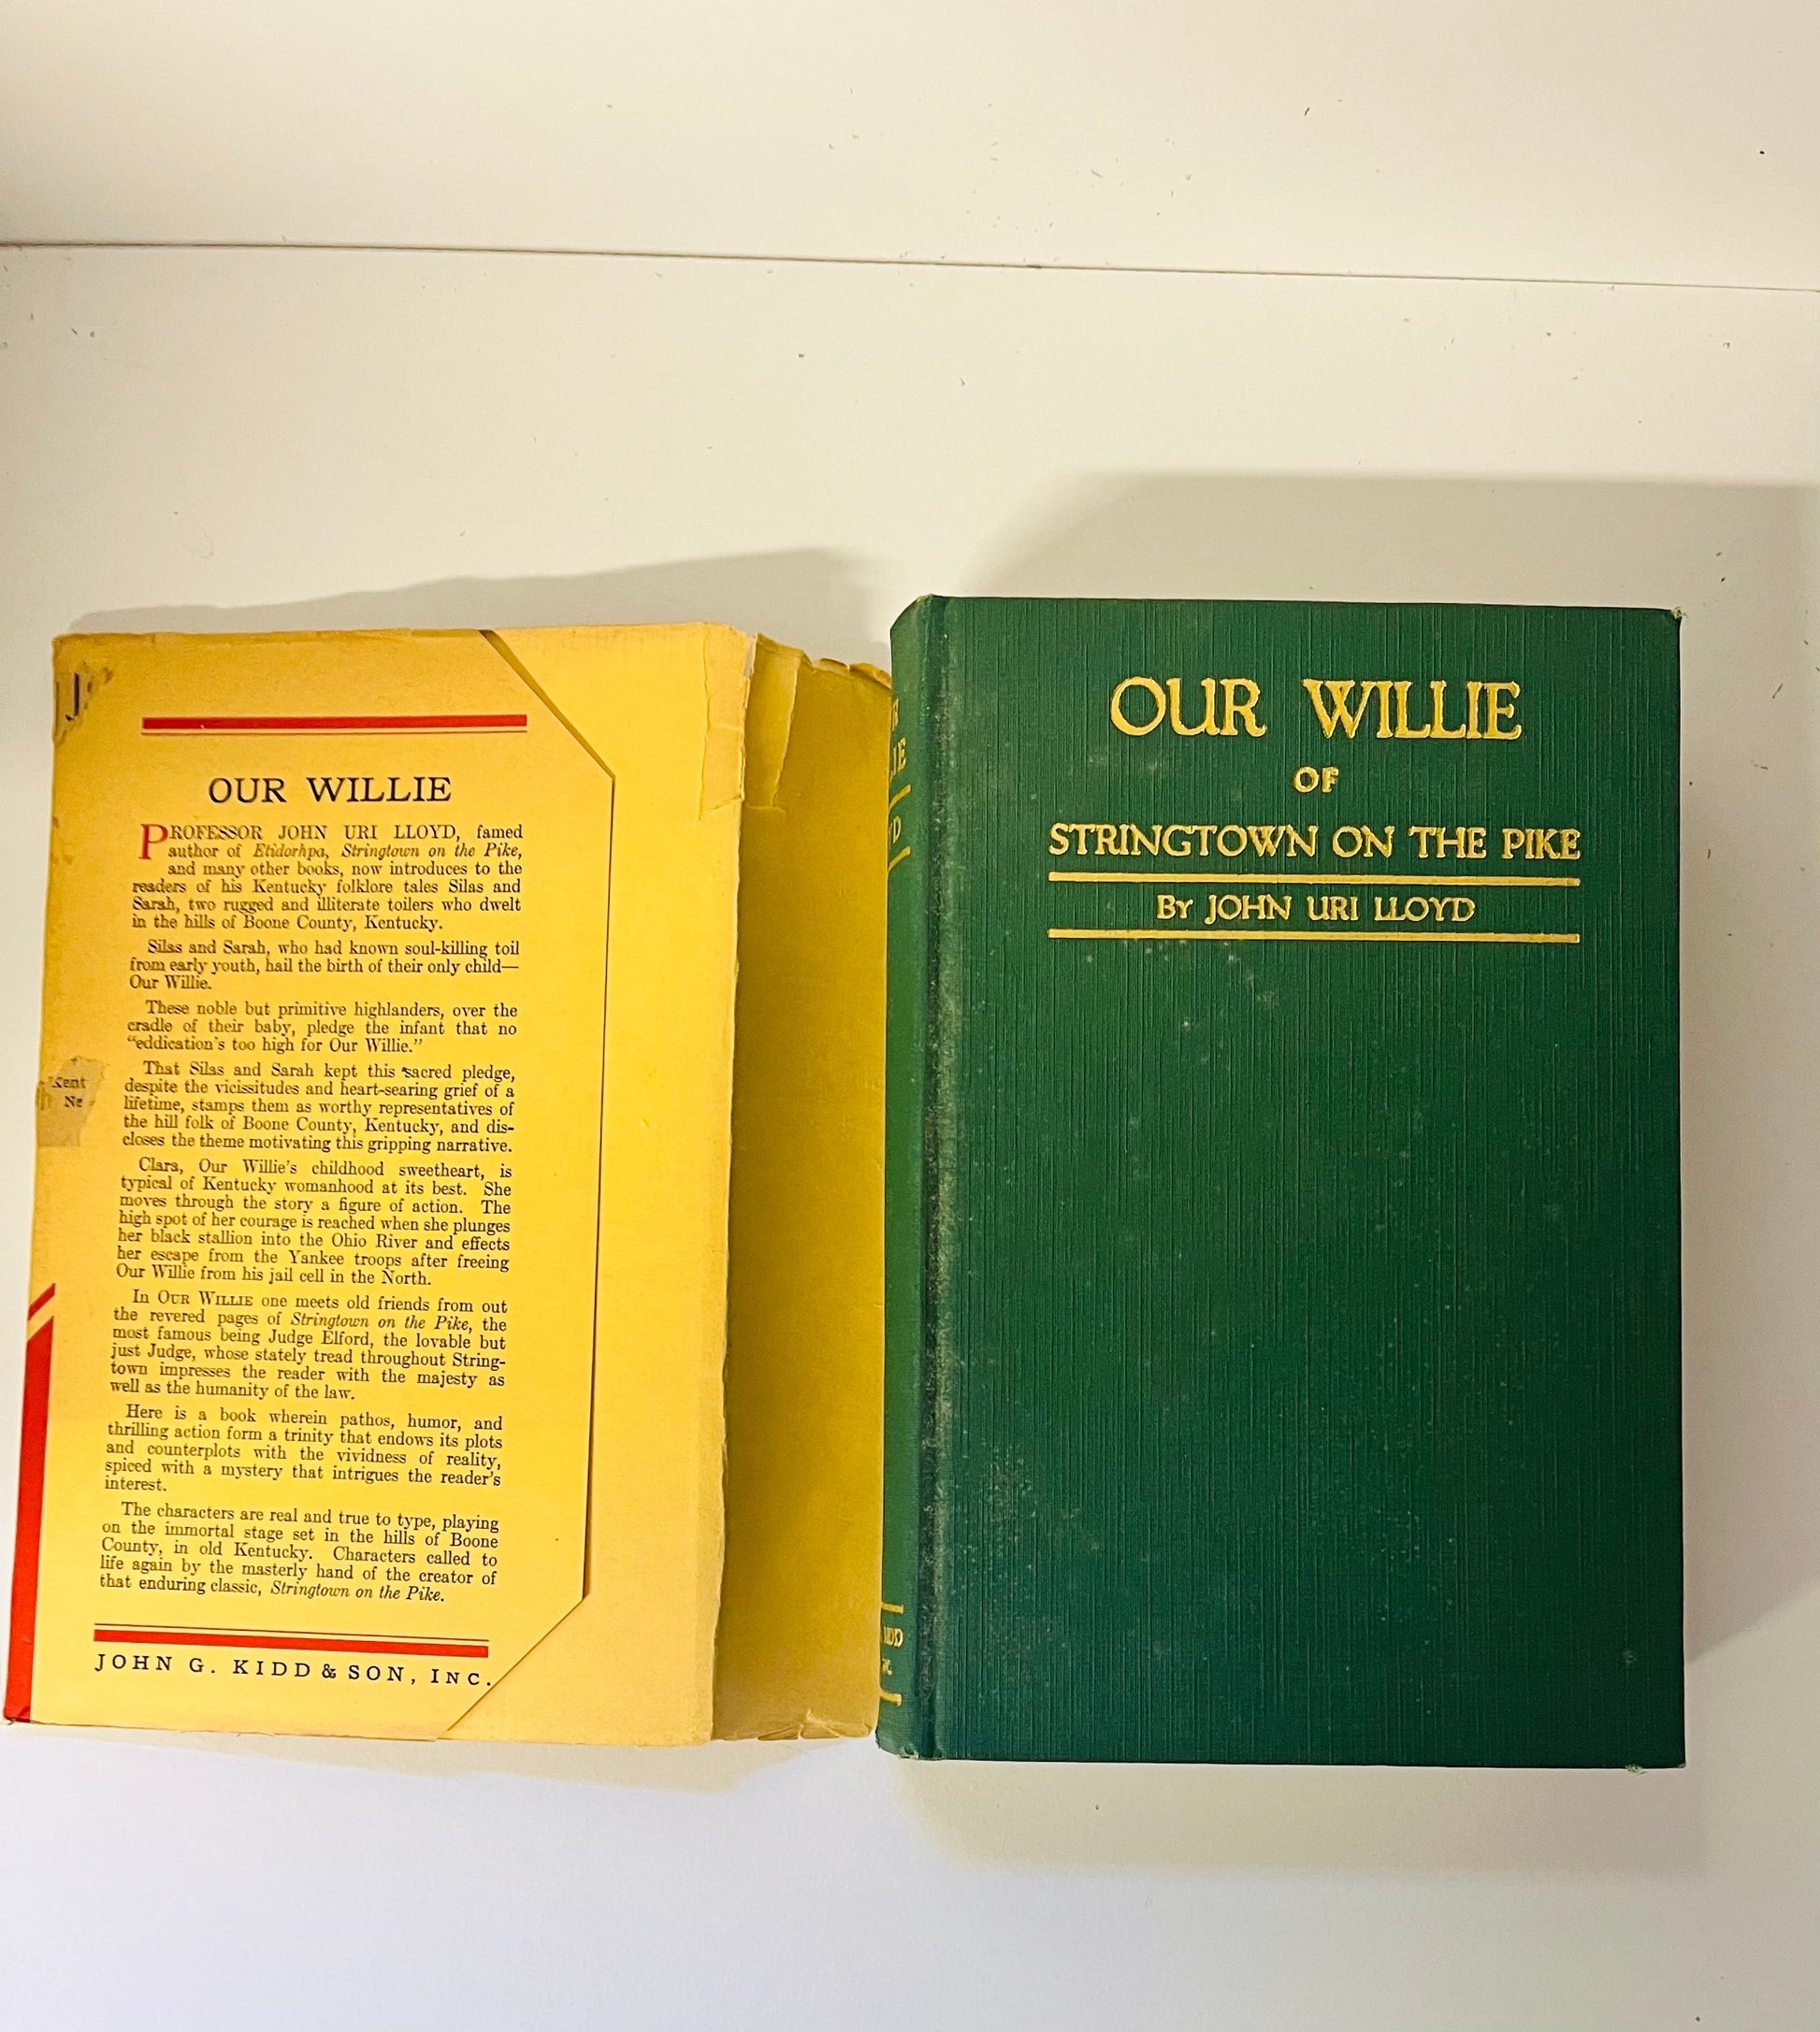 OUR WILLIE
PROFESSOR JOHN URI LLOYD, famed
author of Etidorhpa, Stringtown on the Pike,
and many other books, now introduces to the
readers of his Kentucky folklore tales Silas and
Sarah, two rugged and illiterate toilers who dwelt
in the hills of Boone County, Kentucky.
Silas and Sarah, who had known soul-killing toil
from early youth, hail the birth of their only child—
Our Willie.
These noble but primitive highlanders, over the
cradle of their baby, pledge the infant that no
“eddication's too high for Our Willie.”
That Silas and Sarah kept this sacred pledge,
despite the vicissitudes and heart-searing grief of a
lifetime, stamps them as worthy representatives of
the hill folk of Boone County, Kentucky, and dis-
closes the theme motivating this gripping narrative.
Clara, Our Willie's childhood sweetheart, is
typical of Kentucky womanhood at its best. She
moves through the story a figure of action. The
high spot of her courage is reached when she plunges
her black stallion into the Ohio River and effects
her escape from the Yankee troops after freeing
Our Willie from his jail cell in the North.
In OUR WILLIE one meets old friends from out
the revered pages of Stringtown on the Pike, the
most famous being Judge Elford, the lovable but
just Judge, whose stately tread throughout String-
town impresses the reader with the majesty as
well as the humanity of the law.
Here is a book wherein pathos, humor, and
thrilling action form a trinity that endows its plots
and counterplots with the vividness of reality,
spiced with a mystery that intrigues the reader's
interest.
The characters are real and true to type, playing
on the immortal stage set in the hills of Boone
County, in old Kentucky. Characters called to
life again by the masterly hand of the creator of
that enduring classic, Stringtown on the Pike.
JOHN G. KIDD & SON, INC.
Kent
Ne
OUR WILLIE
OF
STRINGTOWN ON THE PIKE
By JOHN URI LLOYD